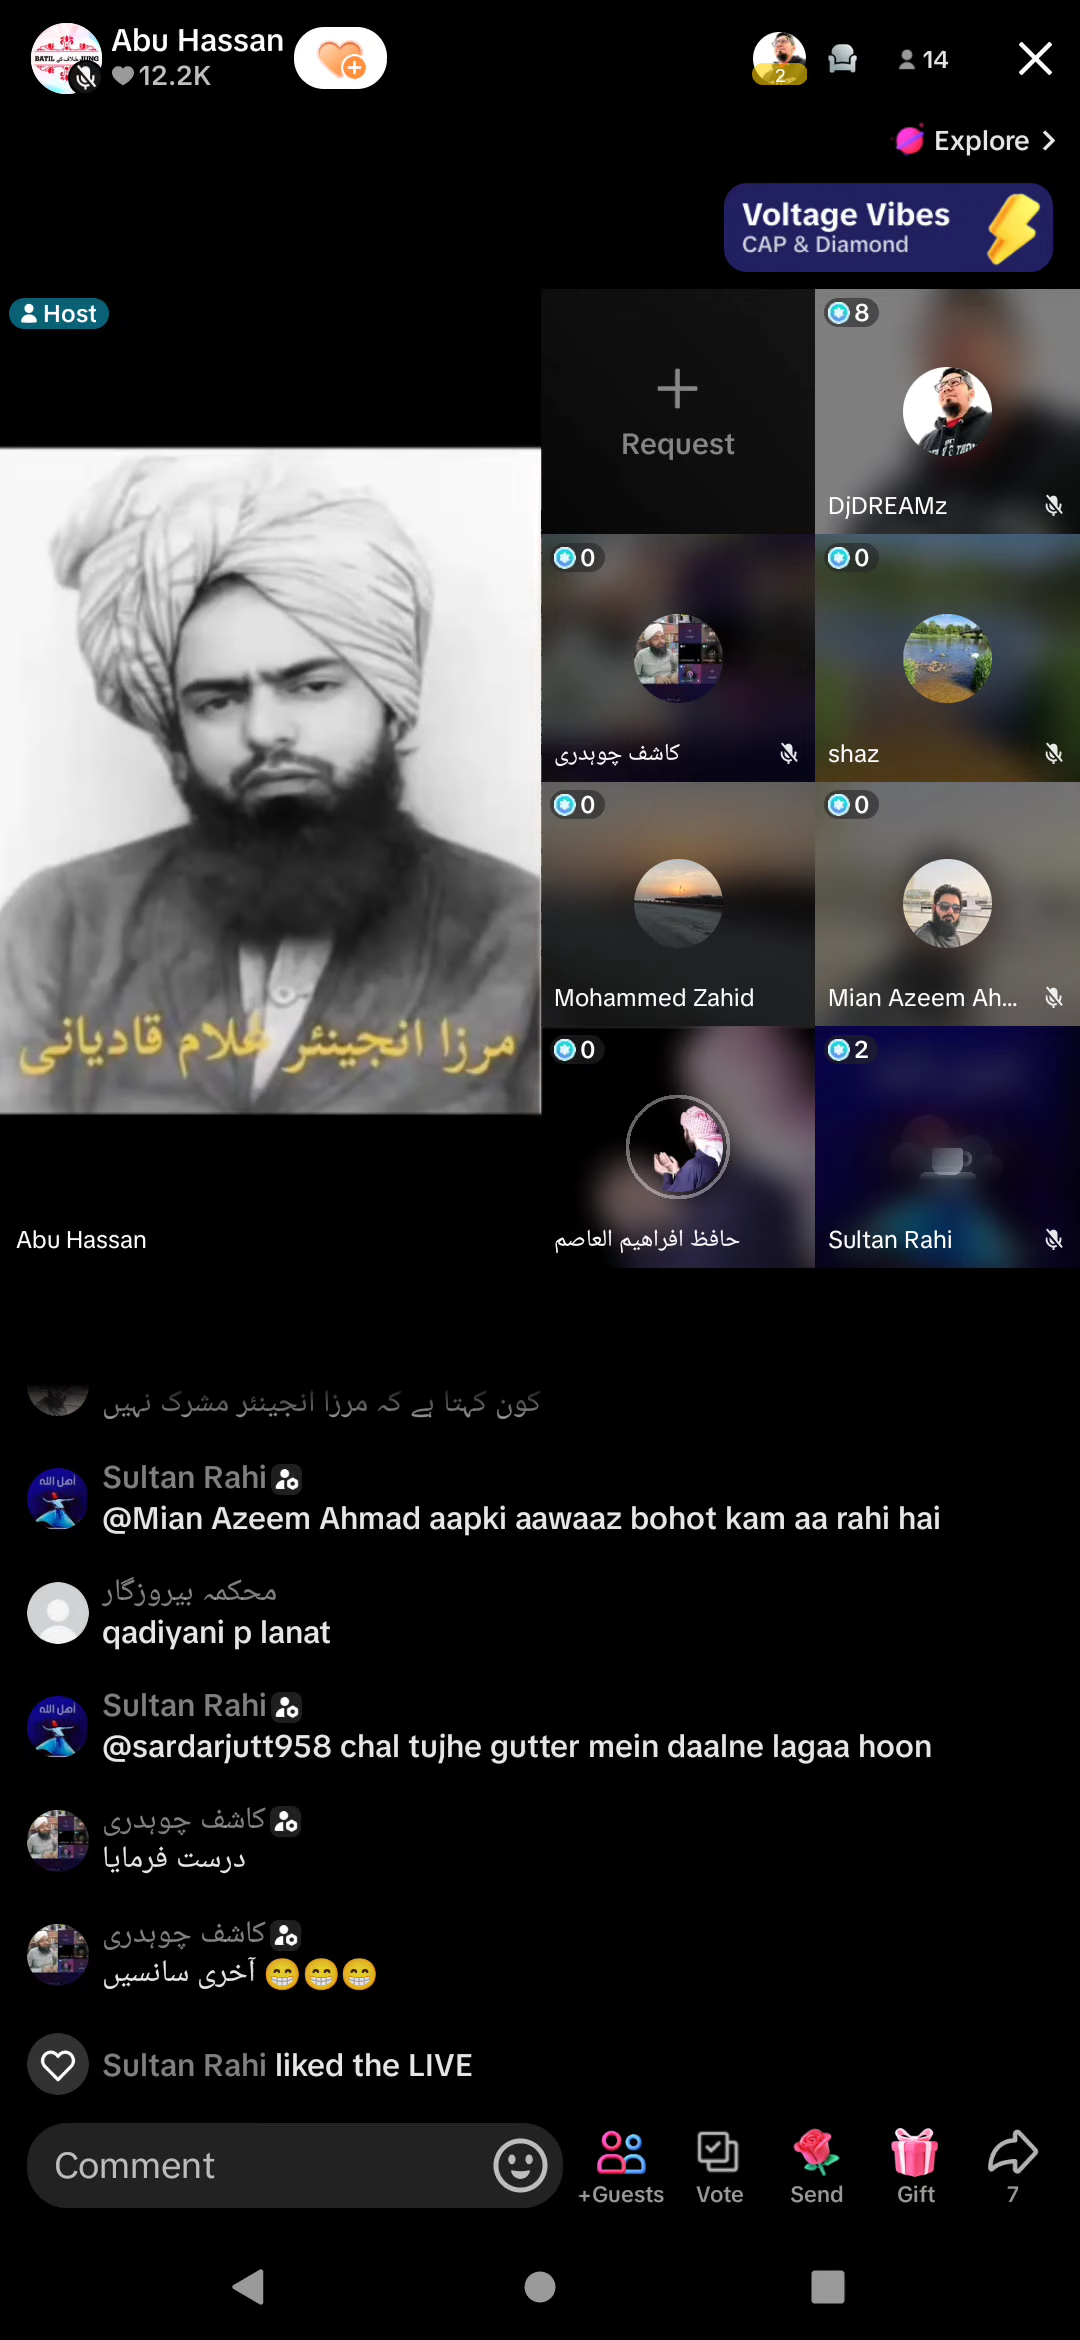 Abu Hassan
12.2K
2
14
Explore
Voltage Vibes
CAP & Diamond
Host
Request
8
DjDREAMz
0
کاشف چوہدری
0
shaz
0
Mohammed Zahid
0
Mian Azeem Ah...
مرزا انجینئر غلام قادیانی
0
حافظ افراهيم العاصم
2
Sultan Rahi
Abu Hassan
کون کہتا ہے کہ مرزا انجینئر مشرک نہیں
Sultan Rahi
@Mian Azeem Ahmad aapki aawaaz bohot kam aa rahi hai
محکمہ بیروزگار
qadiyani p lanat
Sultan Rahi
@sardarjutt958 chal tujhe gutter mein daalne lagaa hoon
کاشف چوہدری
درست فرمایا
کاشف چوہدری
آخری سانسیں 😁😁😁
Sultan Rahi liked the LIVE
Comment
+Guests
Vote
Send
Gift
7